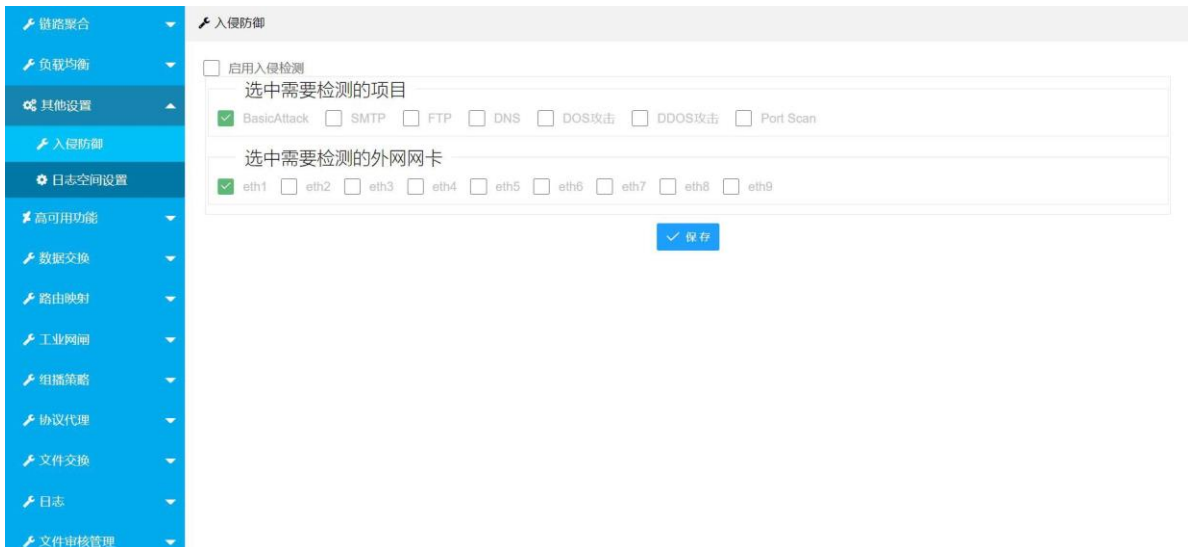 链路聚合
负载均衡
其他设置
入侵防御
日志空间设置
高可用功能
数据交换
路由映射
工业网闸
组播策略
协议代理
文件交换
日志
文件审核管理
入侵防御
启用入侵检测
选中需要检测的项目
BasicAttack SMTP FTP DNS DOS攻击 DDOS攻击 Port Scan
选中需要检测的外网网卡
eth1 eth2 eth3 eth4 eth5 eth6 eth7 eth8 eth9
保存